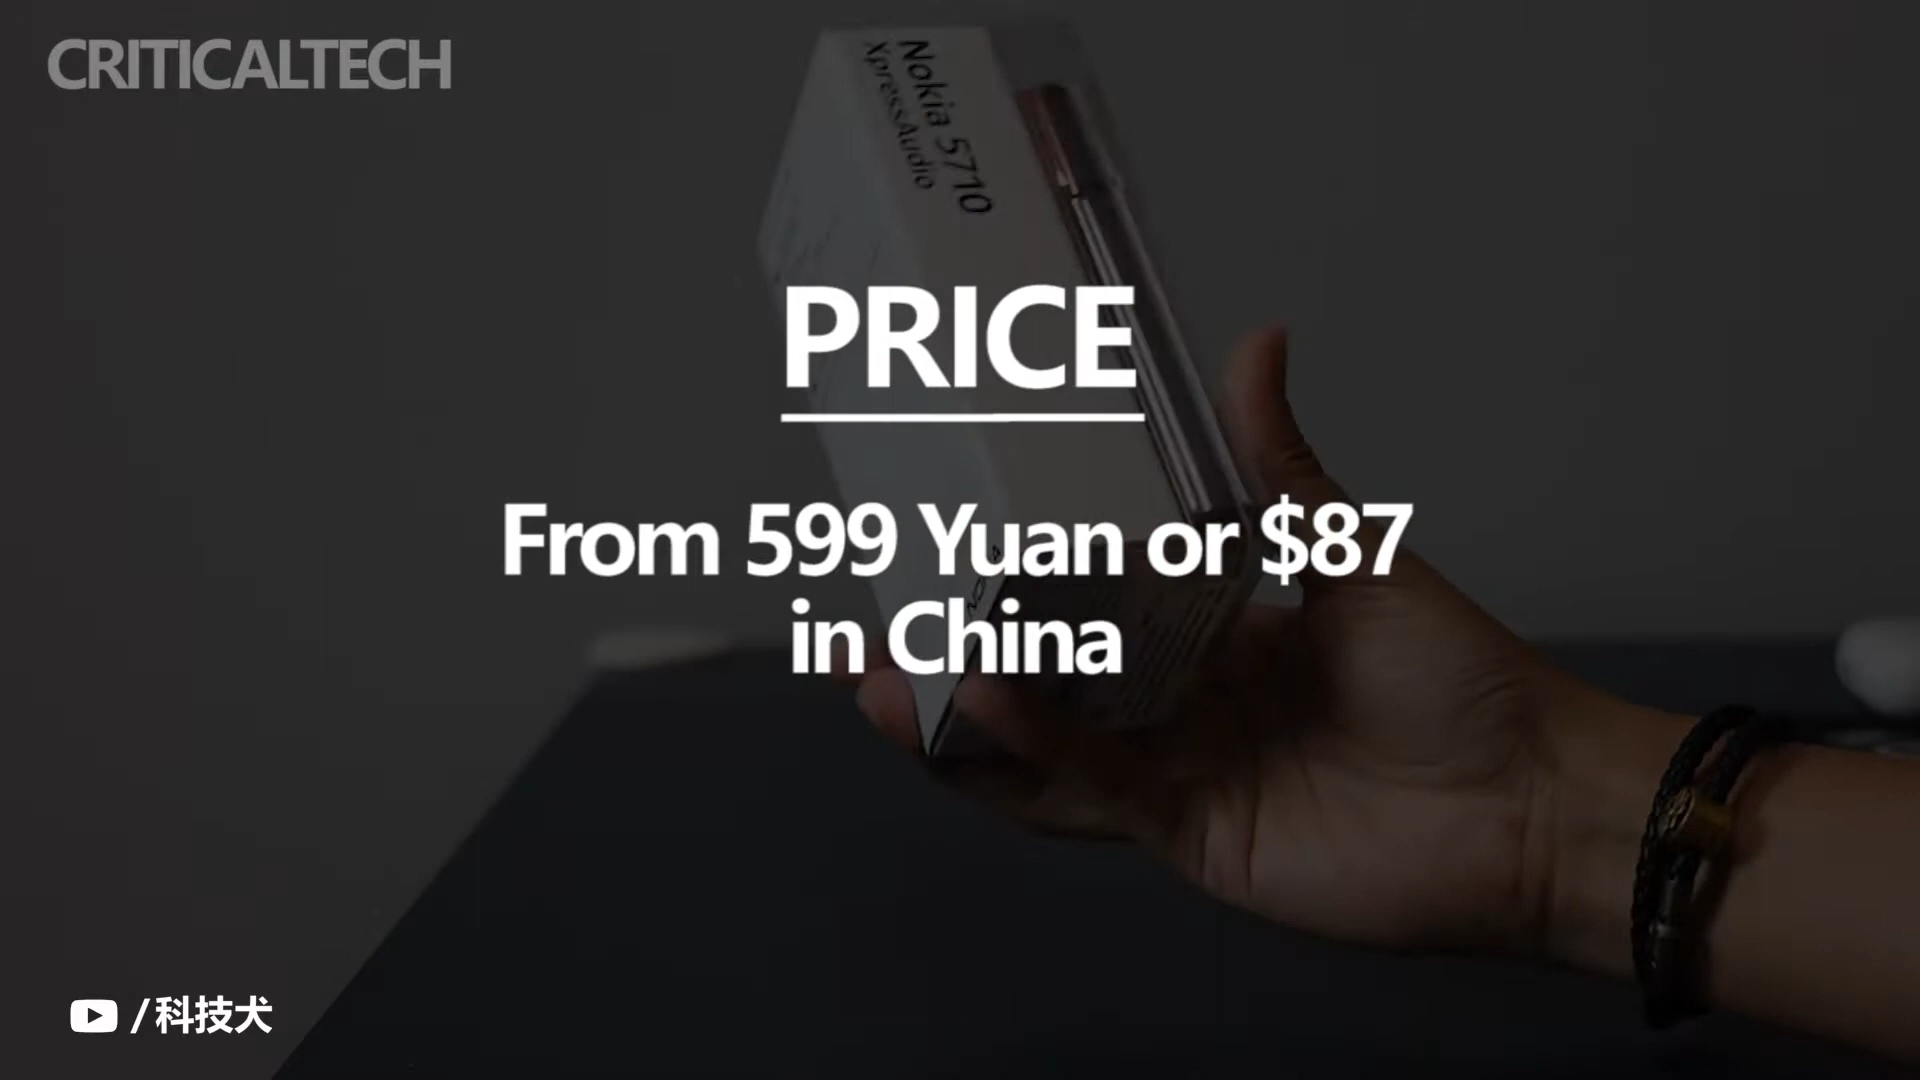 CRITICALTECH
Nokia 5710
XpressAudio
PRICE
From 599 Yuan or $87
in China
/科技犬